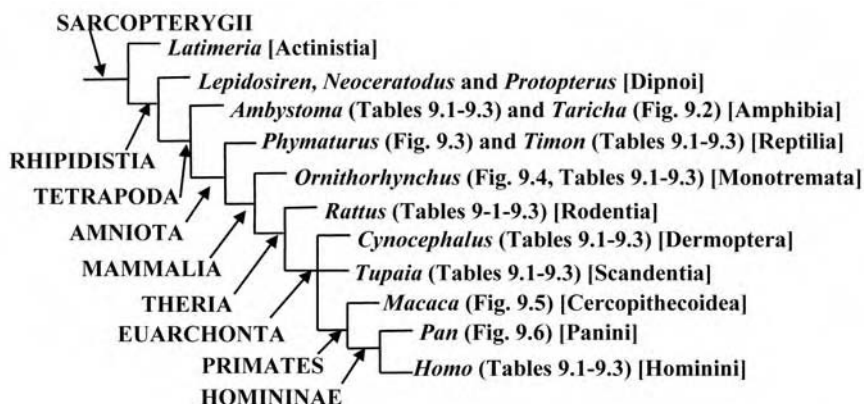 SARCOPTERYGII
Latimeria [Actinistia]
Lepidosiren, Neoceratodus and Protopterus [Dipnoi]
Ambystoma (Tables 9.1-9.3) and Taricha (Fig. 9.2) [Amphibia]
Phymaturus (Fig. 9.3) and Timon (Tables 9.1-9.3) [Reptilia]
RHIPIDISTIA
Ornithorhynchus (Fig. 9.4, Tables 9.1-9.3) [Monotremata]
TETRAPODA
Rattus (Tables 9-1-9.3) [Rodentia]
AMNIOTA
Cynocephalus (Tables 9.1-9.3) [Dermoptera]
MAMMALIA
Tupaia (Tables 9.1-9.3) [Scandentia]
THERIA
Macaca (Fig. 9.5) [Cercopithecoidea]
EUARCHONTA
Pan (Fig. 9.6) [Panini]
PRIMATES
Homo (Tables 9.1-9.3) [Hominini]
HOMININAE